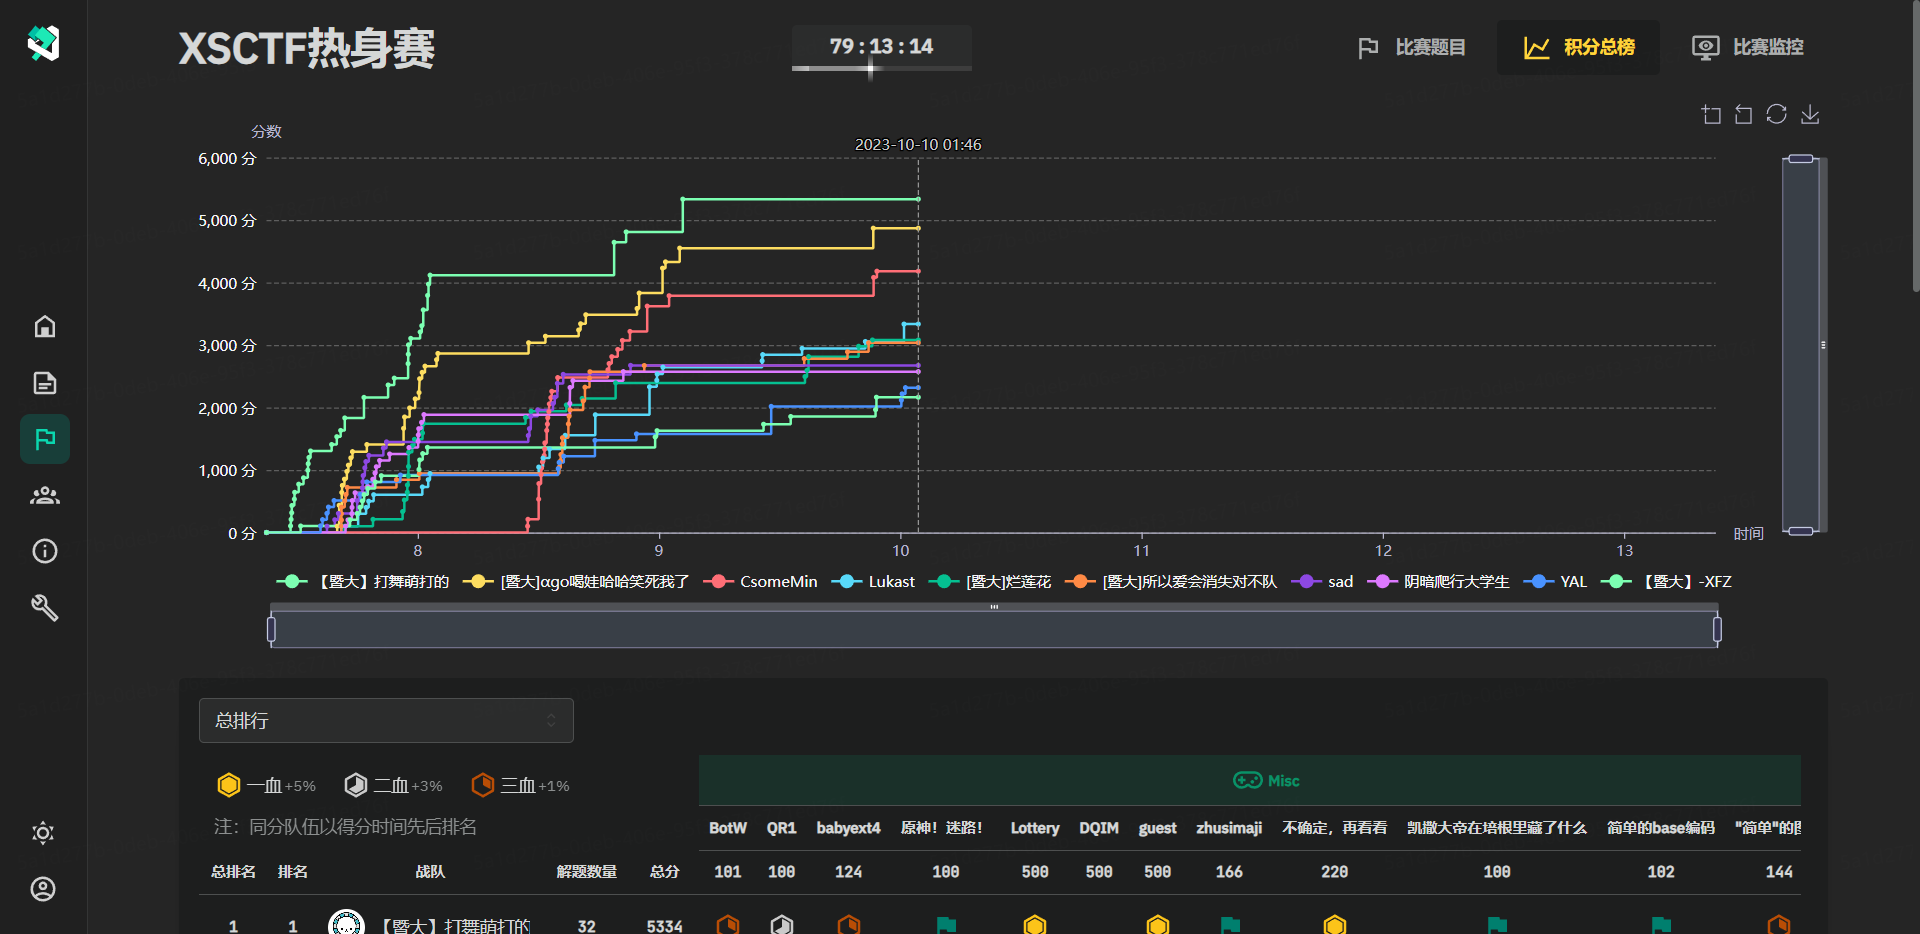 XSCTF热身赛
79:13:14
比赛题目
积分总榜
比赛监控
分数
2023-10-10 01:46
6,000 分
5,000 分
4,000 分
3,000 分
2,000 分
1,000 分
0 分
8
9
10
11
12
13
时间
【暨大】打舞萌打的
[暨大]αgo喝娃哈哈笑死我了
CsomeMin
Lukast
[暨大]烂莲花
[暨大]所以爱会消失对不队
sad
阴暗爬行大学生
YAL
【暨大】-XFZ
总排行
一血 +5%
二血 +3%
三血 +1%
注：同分队伍以得分时间先后排名
Misc
BotW QR1 babyext4 原神！迷路！ Lottery DQIM guest zhusimaji 不确定，再看看 凯撒大帝在培根里藏了什么 简单的base编码 "简单"的
总排名 排名 战队 解题数量 总分 101 100 124 100 500 500 500 166 220 100 102 144
1 1 【暨大】打舞萌打的 32 5334